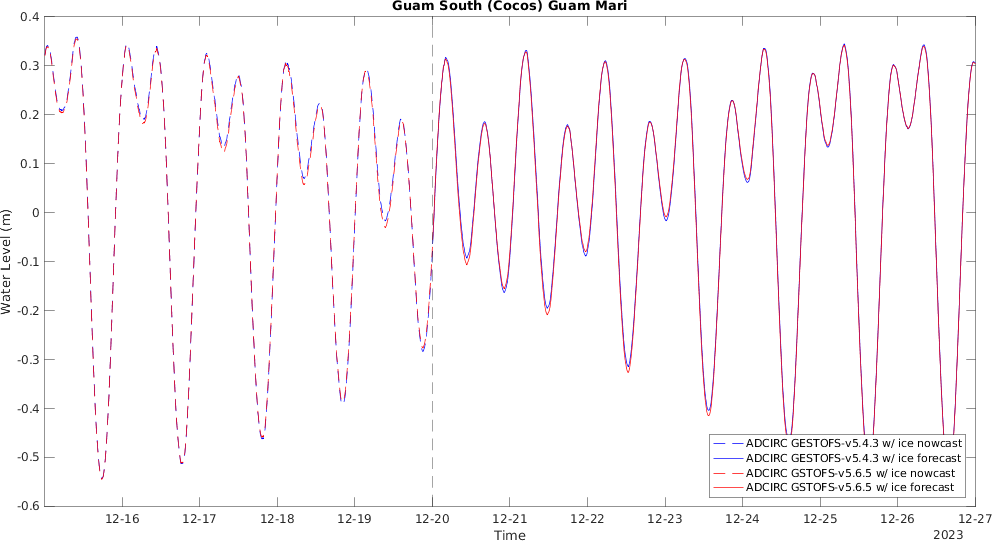 Guam South (Cocos) Guam Mari
0.4
0.3
0.2
0.1
0
-0.1
-0.2
-0.3
-0.4
-0.5
-0.6
Water Level (m)
ADCIRC GESTOFS-v5.4.3 w/ ice nowcast
ADCIRC GESTOFS-v5.4.3 w/ ice forecast
ADCIRC GSTOFS-v5.6.5 w/ ice nowcast
ADCIRC GSTOFS-v5.6.5 w/ ice forecast
12-16 12-17 12-18 12-19 12-20 12-21 12-22 12-23 12-24 12-25 12-26 12-27
Time
2023